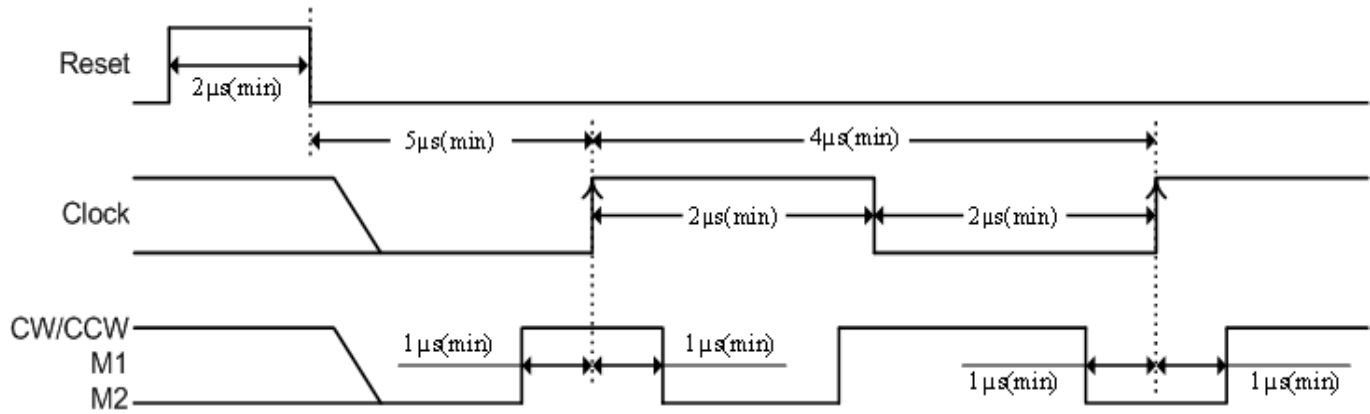 Reset
2μs(min)
5μs(min)
4μs(min)
Clock
2μs(min)
2μs(min)
CW/CCW
M1
M2
1μs(min)
1μs(min)
1μs(min)
1μs(min)